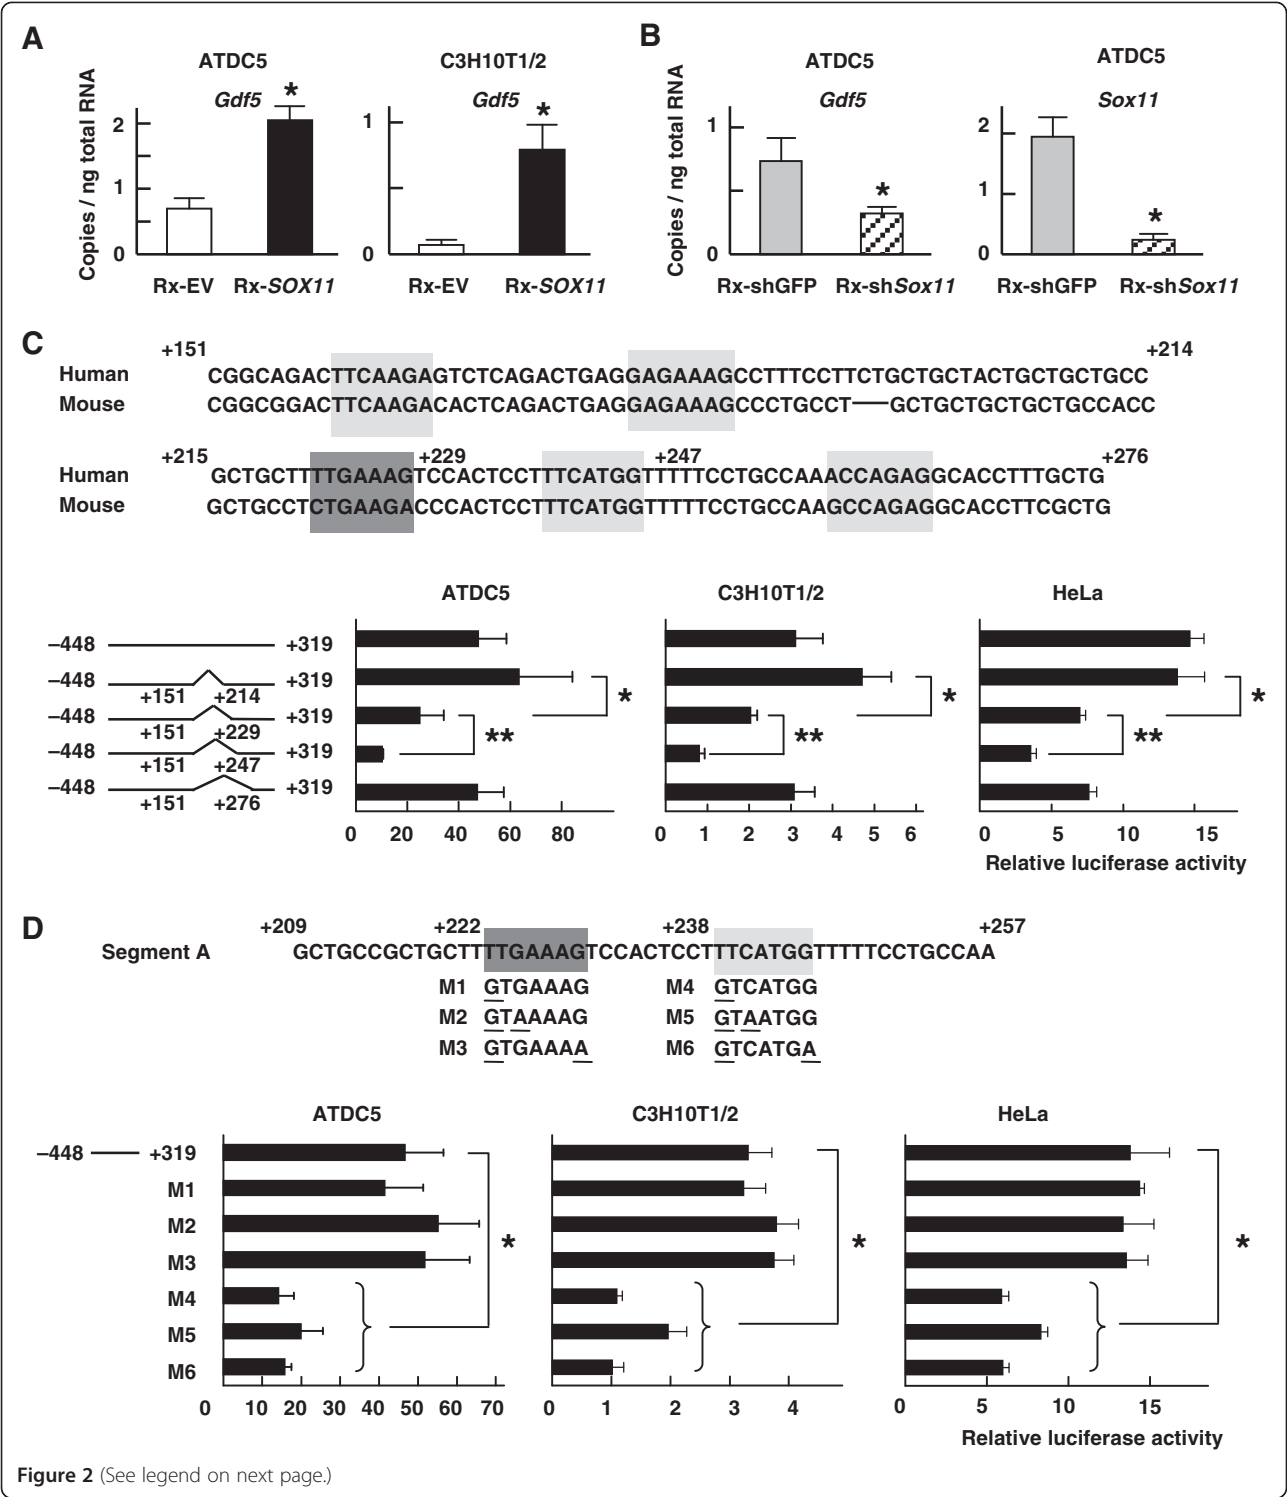 A
B
ATDC5
C3H10T1/2
ATDC5
ATDC5
Gdf5
Gdf5
Gdf5
Sox11
Copies / ng total RNA
2
1
0
*
1
0
*
Copies / ng total RNA
1
0
*
2
1
0
*
Rx-EV Rx-SOX11
Rx-EV Rx-SOX11
Rx-shGFP Rx-shSox11
Rx-shGFP Rx-shSox11
C
+151 +214
Human CGGCAGACTTCAAGAGTCTCAGACTGAGGAGAAAGCCTTTCCTTCTGCTGCTACTGCTGCTGCC
Mouse CGGCGGACTTCAAGACACTCAGACTGAGGAGAAAGCCCTGCCT—GCTGCTGCTGCTGCCACC
+215 +229 +247 +276
Human GCTGCTTTTGAAAGTCCACTCCTTTCATGGTTTTTCCTGCCAAACCAGAGGCACCTTTGCTG
Mouse GCTGCCTCTGAAGACCCACTCCTTTCATGGTTTTTCCTGCCAAGCCAGAGGCACCTTCGCTG
ATDC5 C3H10T1/2 HeLa
−448 +319
−448 +319
+151 +214
−448 +319
+151 +229
−448 +319
+151 +247
−448 +319
+151 +276
*
**
*
**
*
**
0 20 40 60 80
0 1 2 3 4 5 6
0 5 10 15
Relative luciferase activity
D
+209 +222 +238 +257
Segment A GCTGCCGCTGCTTTTGAAAGTCCACTCCTTTCATGGTTTTTCCTGCCAA
M1 GTGAAAG M4 GTCATGG
M2 GTAAAAG M5 GTAATGG
M3 GTGAAAA M6 GTCATGA
ATDC5 C3H10T1/2 HeLa
−448 +319
M1
M2
M3
M4
M5
M6
*
*
*
0 10 20 30 40 50 60 70
0 1 2 3 4
0 5 10 15
Relative luciferase activity
Figure 2 (See legend on next page.)